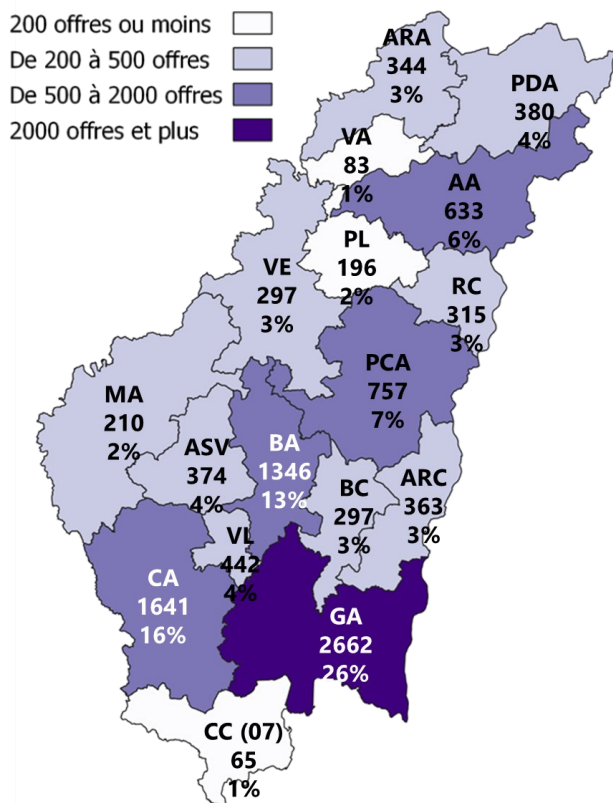 200 offres ou moins
De 200 à 500 offres
De 500 à 2000 offres
2000 offres et plus
ARA
344
3%
PDA
380
4%
VA
83
1%
AA
633
6%
PL
196
2%
VE
297
3%
RC
315
3%
PCA
757
7%
MA
210
2%
ASV
374
4%
BA
1346
13%
BC
297
3%
ARC
363
3%
VL
442
4%
CA
1641
16%
GA
2662
26%
CC (07)
65
1%